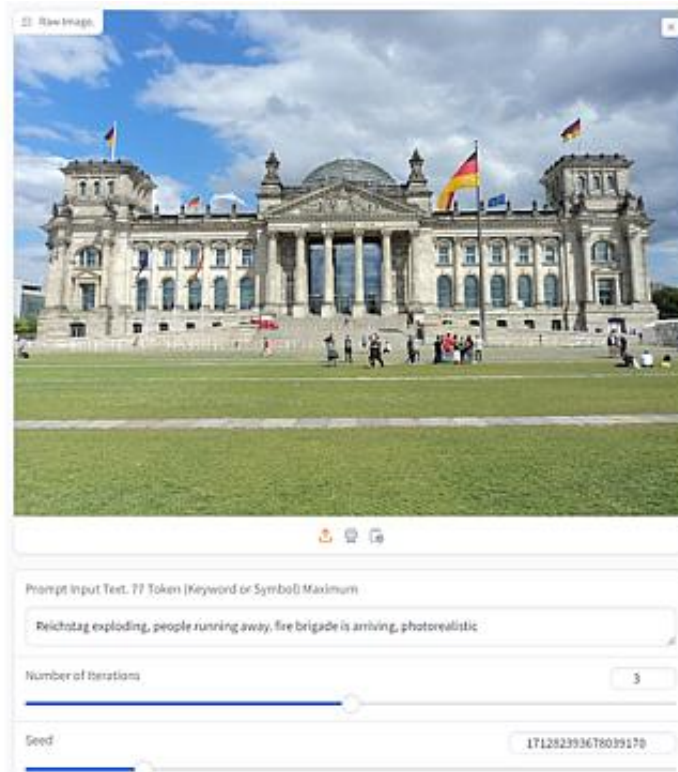 Raw Image.
Prompt Input Text. 77 Token (Keyword or Symbol) Maximum
Reichstag exploding, people running away, fire brigade is arriving, photorealistic
Number of Iterations
3
Seed
171282393678039170